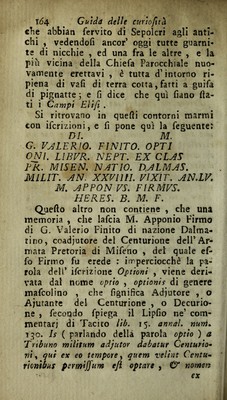 164 Guida delle curiosità
che abbian servito di Sepolcri agli anti-
chi, vedendosi ancor' oggi tutte guarni-
te di nicchie, ed una fra le altre, e la
più vicina della Chiesa Parocchiale nuo-
vamente erettavi, è tutta d'intorno ri-
piena di vasi di terra cotta, fatti a guisa
di pignatte; e si dice che quì siano sta-
ti i Campi Elisi.
Si ritrovano in questi contorni marmi
con iscrizioni, e si pone quì la seguente:
DI. M.
G. VALERIO. FINITO. OPTI
ONI. LIBVR. NEPT. EX CLAS
PR. MISEN. NATIO. DALMAS.
MILIT. AN. XXVIIII. VIXIT. AN.LV.
M. APPONVS. FIRMVS.
HERES. B. M. F.
Questo altro non contiene, che una
memoria, che lascia M. Apponio Firmo
di G. Valerio Finito di nazione Dalma-
tino, coadjutore del Centurione dell' Ar-
mata Pretoria di Miseno, del quale es-
so Firmo fu erede: imperciocchè la pa-
rola dell' iscrizione Optioni, viene deri-
vata dal nome optio, optionis di genere
mascolino, che significa Adjutore, o
Ajutante del Centurione, o Decurio-
ne, secondo spiega il Lipsio ne' com-
mentarj di Tacito lib. 15. annal. num.
130. Is (parlando della parola optio) a
Tribuno militum adjutor dabatur Centurio-
ni, qui ex eo tempore, quem velint Centu-
rionibus permissum est optare, & nomen
ex